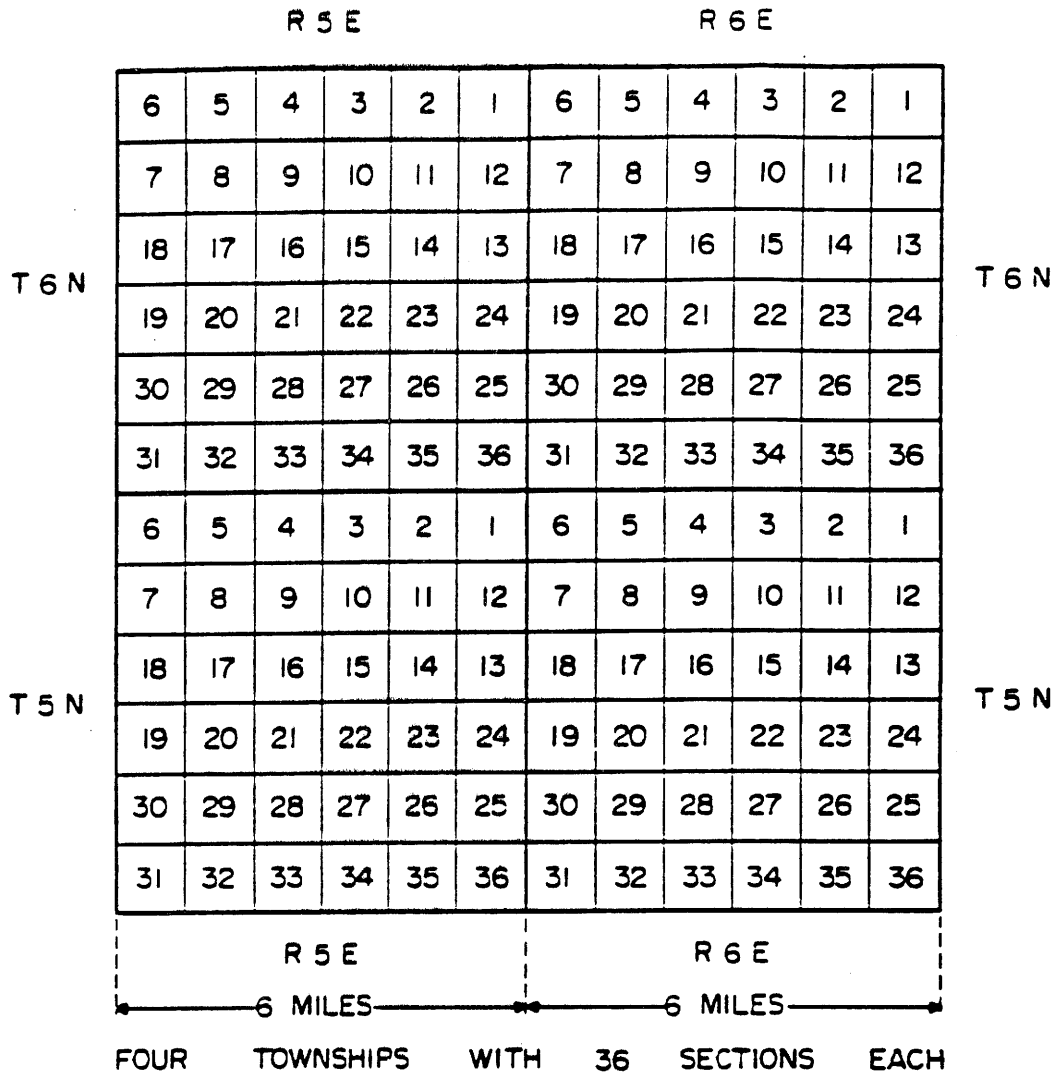 R 5 E R 6 E
6 5 4 3 2 1 6 5 4 3 2 1
7 8 9 10 11 12 7 8 9 10 11 12
18 17 16 15 14 13 18 17 16 15 14 13
T 6 N T 6 N
19 20 21 22 23 24 19 20 21 22 23 24
30 29 28 27 26 25 30 29 28 27 26 25
31 32 33 34 35 36 31 32 33 34 35 36
6 5 4 3 2 1 6 5 4 3 2 1
7 8 9 10 11 12 7 8 9 10 11 12
18 17 16 15 14 13 18 17 16 15 14 13
T 5 N T 5 N
19 20 21 22 23 24 19 20 21 22 23 24
30 29 28 27 26 25 30 29 28 27 26 25
31 32 33 34 35 36 31 32 33 34 35 36
R 5 E R 6 E
6 MILES 6 MILES
FOUR TOWNSHIPS WITH 36 SECTIONS EACH